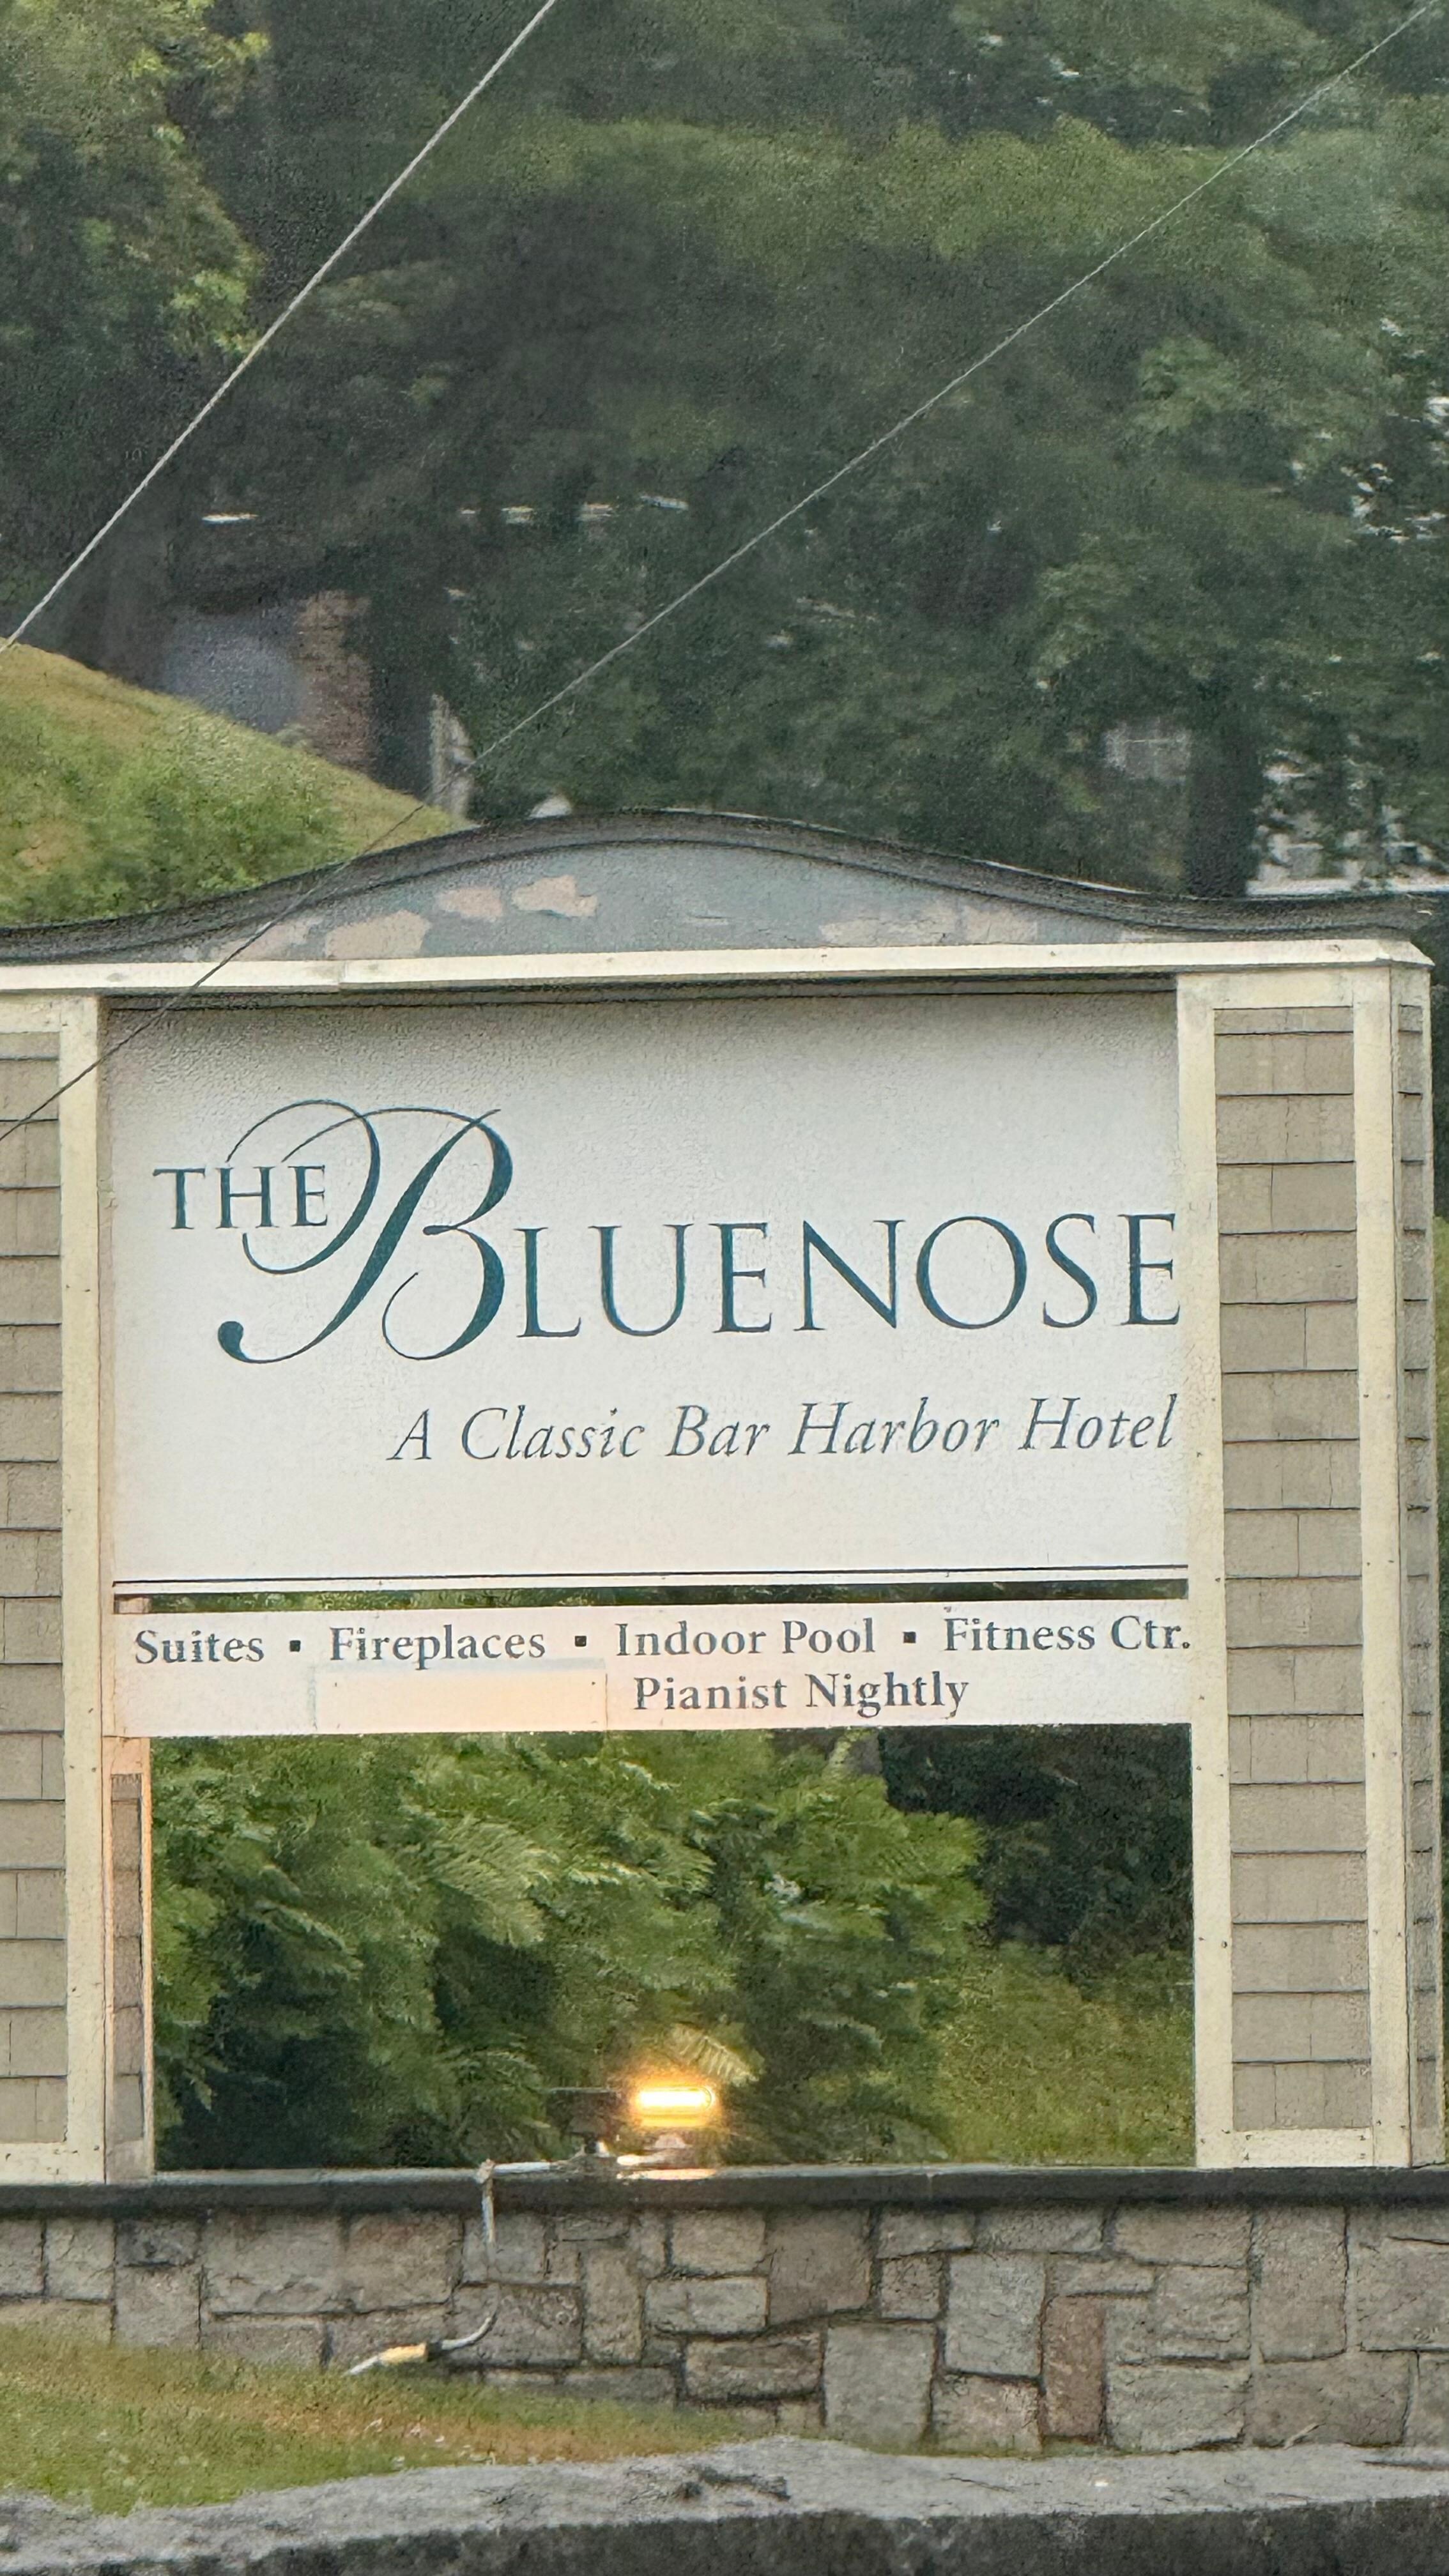 THE BLUENOSE
A Classic Bar Harbor Hotel
Suites ▪ Fireplaces ▪ Indoor Pool ▪ Fitness Ctr.
Pianist Nightly